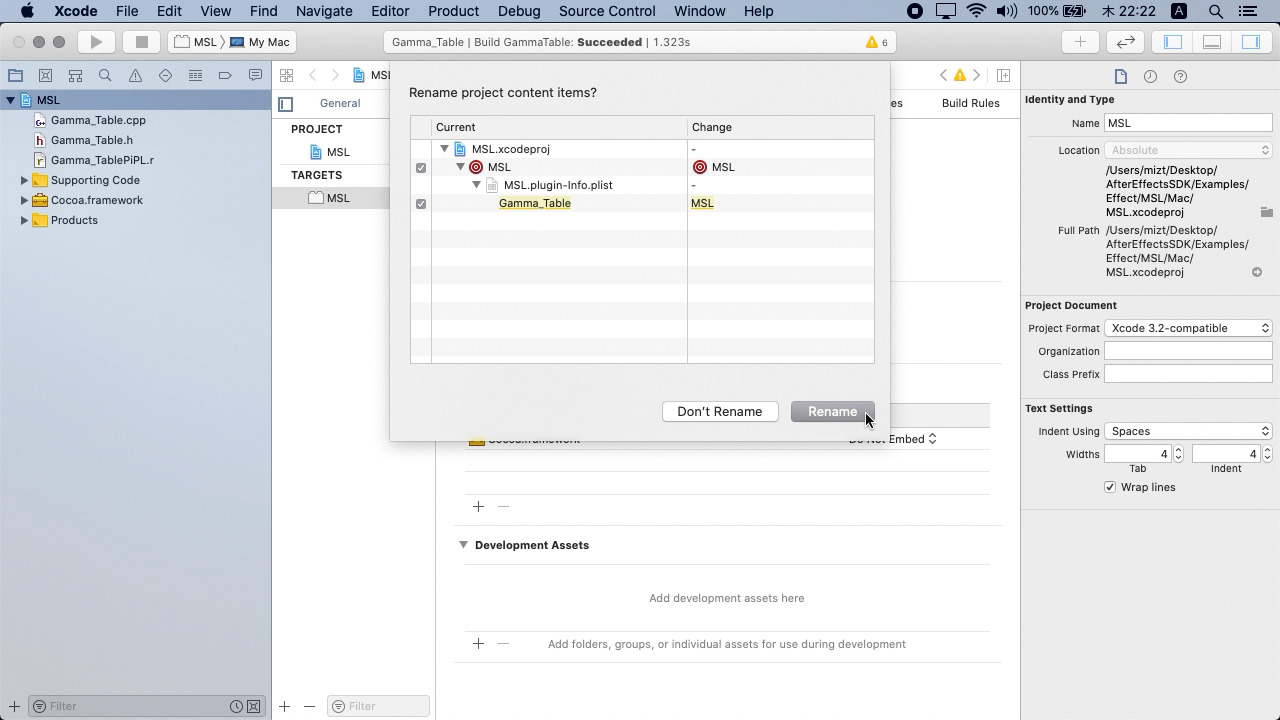 Xcode File Edit View Find Navigate Editor Product Debug Source Control Window Help 100% 木 22:22 A
MSL My Mac Gamma_Table | Build GammaTable: Succeeded | 1.323s 6
MSL
Gamma_Table.cpp
Gamma_Table.h
Gamma_TablePiPL.r
Supporting Code
Cocoa.framework
Products
Filter
General
Build Rules
PROJECT
MSL
TARGETS
MSL
Filter
Rename project content items?
Current Change
MSL.xcodeproj -
MSL MSL
MSL.plugin-Info.plist -
Gamma_Table MSL
Don't Rename Rename
Cocoa.framework Do Not Embed
Development Assets
Add development assets here
Add folders, groups, or individual assets for use during development
Identity and Type
Name MSL
Location Absolute
/Users/mizt/Desktop/
AfterEffectsSDK/Examples/
Effect/MSL/Mac/
MSL.xcodeproj
Full Path /Users/mizt/Desktop/
AfterEffectsSDK/Examples/
Effect/MSL/Mac/
MSL.xcodeproj
Project Document
Project Format Xcode 3.2-compatible
Organization
Class Prefix
Text Settings
Indent Using Spaces
Widths 4 4
Tab Indent
Wrap lines